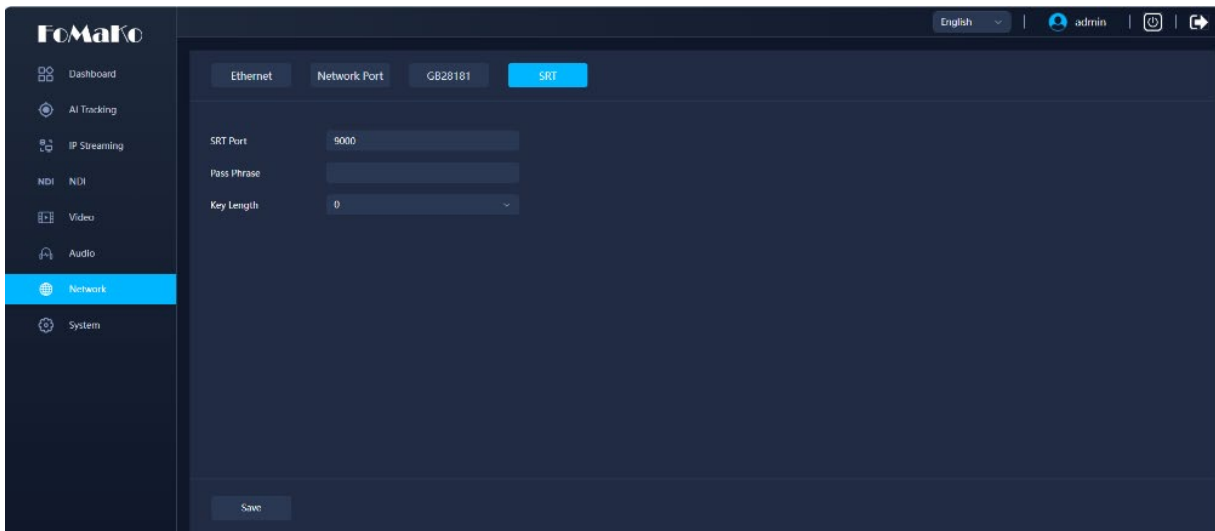 FoMaKo
English
admin
Dashboard
AI Tracking
IP Streaming
NDI NDI
Video
Audio
Network
System
Ethernet Network Port GB28181 SRT
SRT Port 9000
Pass Phrase
Key Length 0
Save